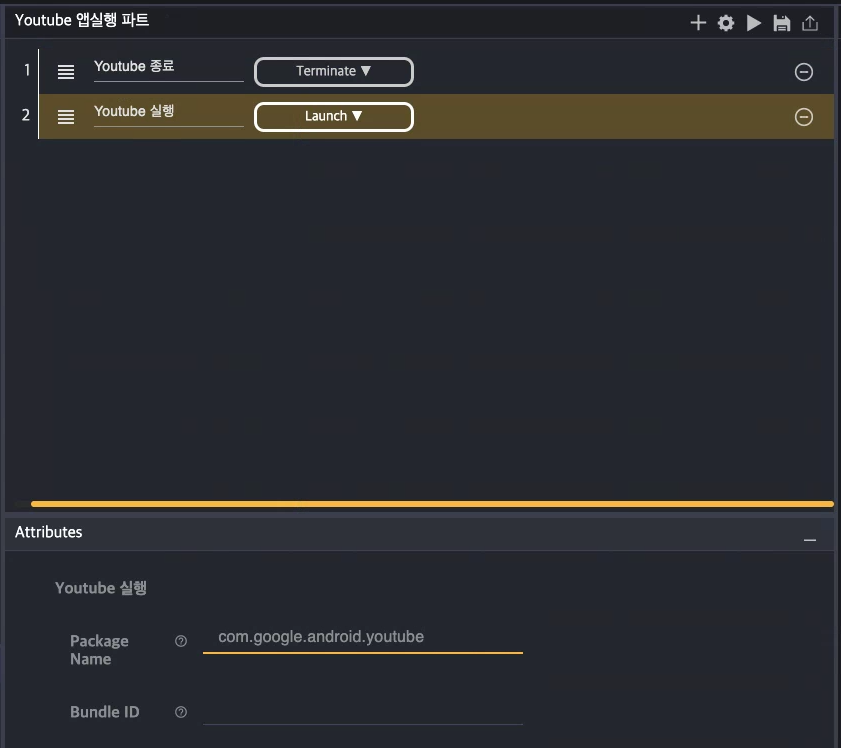 Youtube 앱실행 파트
1 Youtube 종료 Terminate ▼
2 Youtube 실행 Launch ▼
Attributes
Youtube 실행
Package Name
com.google.android.youtube
Bundle ID